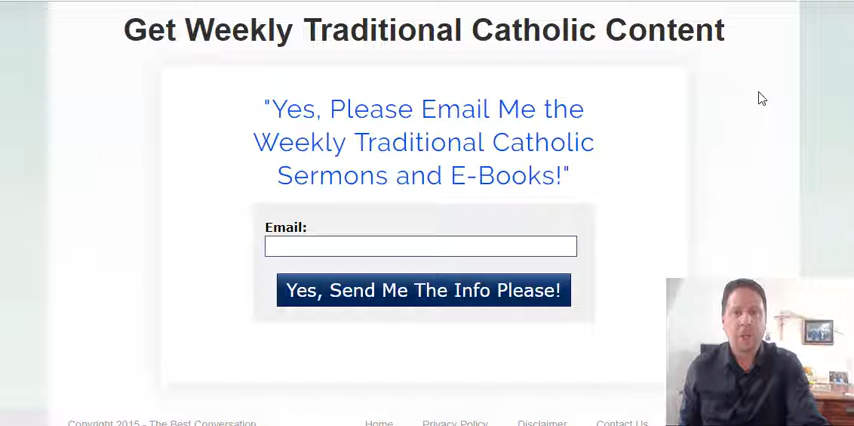 Get Weekly Traditional Catholic Content
"Yes, Please Email Me the
Weekly Traditional Catholic
Sermons and E-Books!"
Email:
Yes, Send Me The Info Please!
Copyright 2015 - The Best Conversation Home Privacy Policy Disclaimer Contact Us